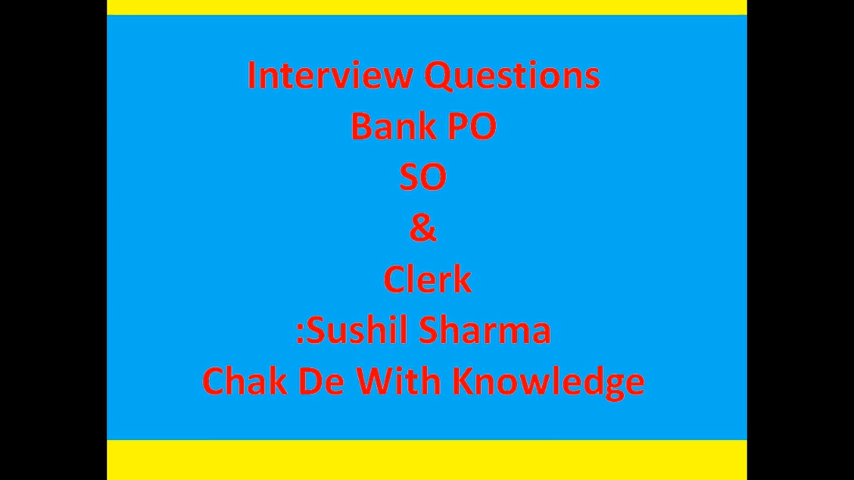 Interview Questions
Bank PO
SO
&
Clerk
:Sushil Sharma
Chak De With Knowledge